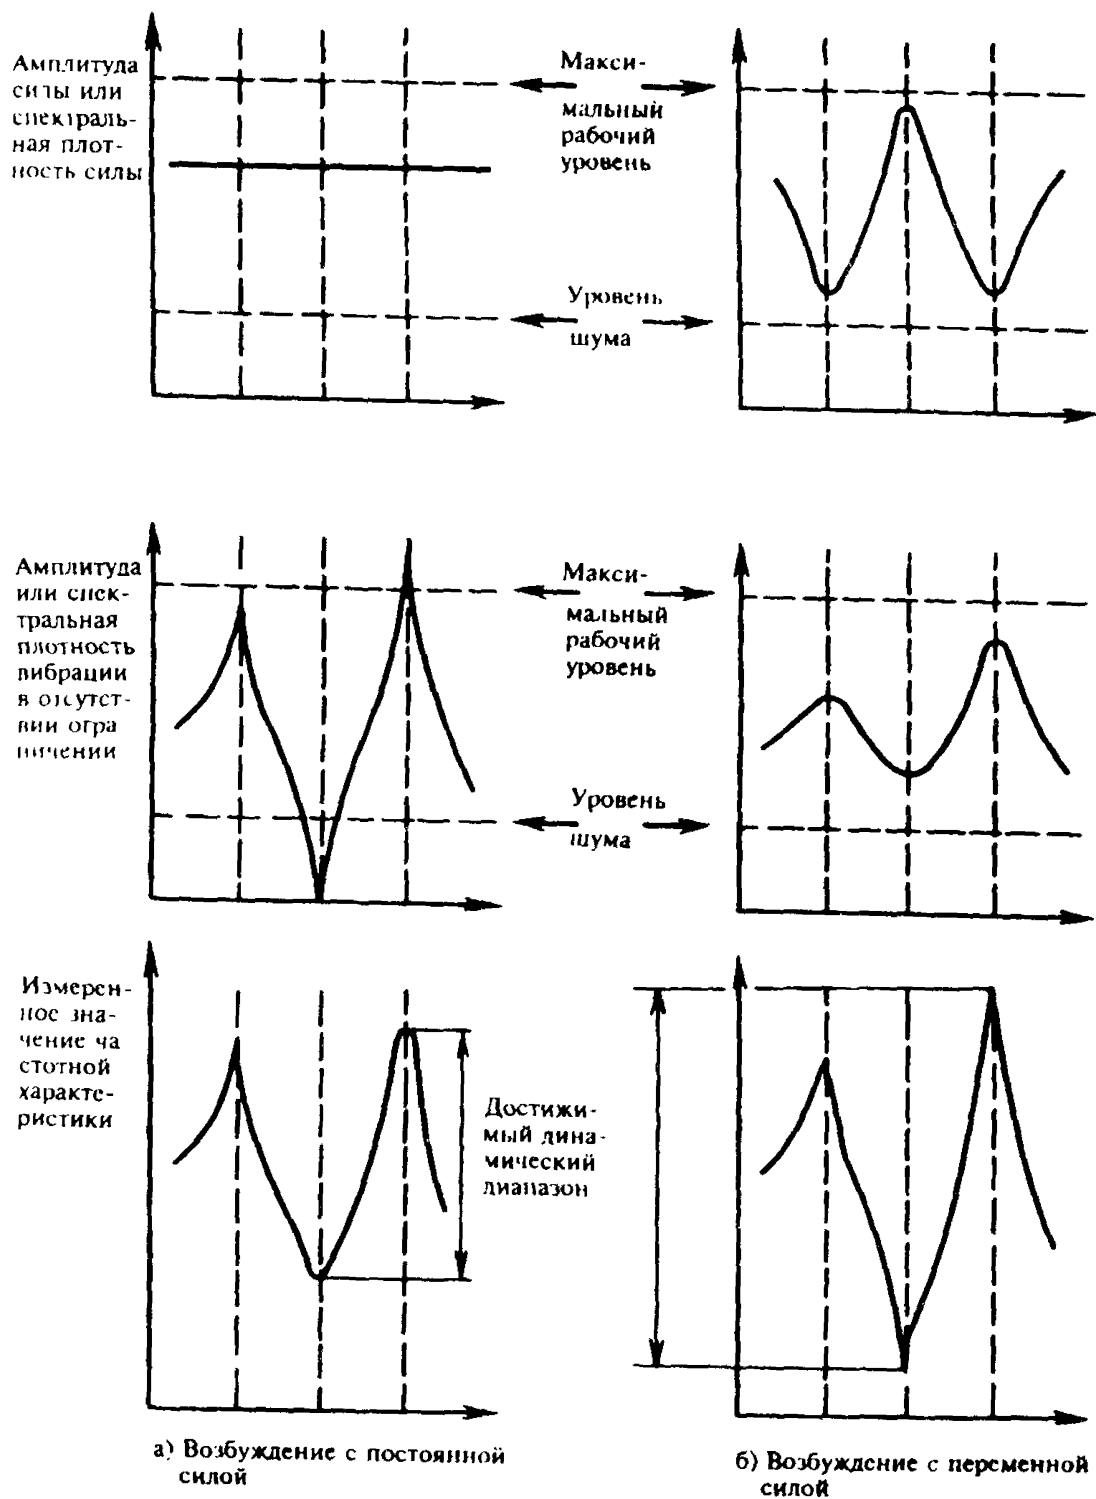 Амплитуда
силы или
спектраль-
ная плот-
ность силы
Макси-
мальный
рабочий
уровень
Уровень
шума
Амплитуда
или спек-
тральная
плотность
вибрации
в отсутст-
вии огра
ничении
Макси-
мальный
рабочий
уровень
Уровень
шума
Измерен-
ное зна-
чение ча
стотной
характе-
ристики
Достижи-
мый дина-
мический
диапазон
а) Возбуждение с постоянной
силой
б) Возбуждение с переменной
силой